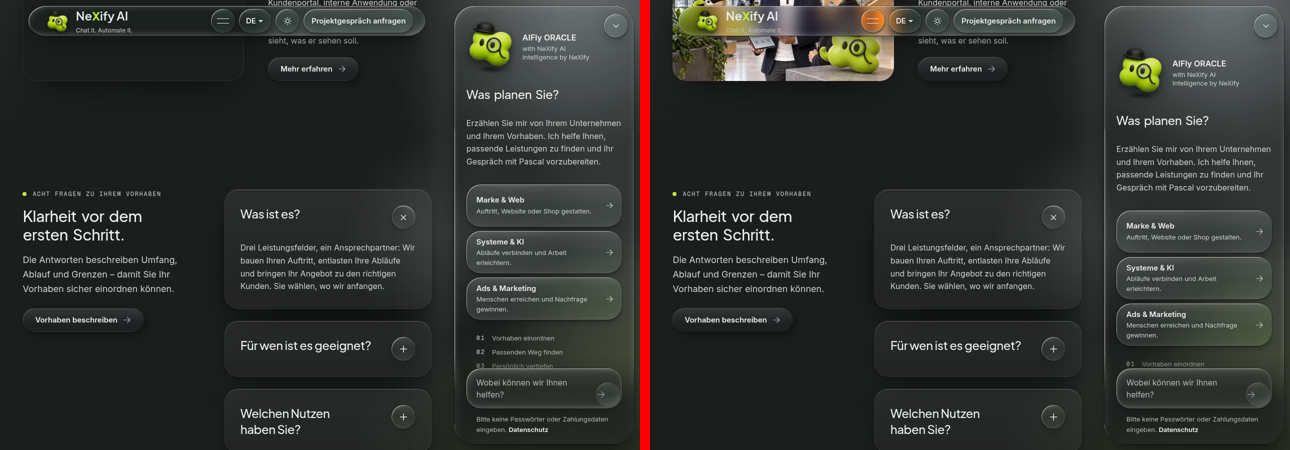 Kundenportal, interne Anwendung oder
NeXify AI
Chat it. Automate it.
DE
Projektgespräch anfragen
sieht, was er sehen soll.
Mehr erfahren
ACHT FRAGEN ZU IHREM VORHABEN
Klarheit vor dem
ersten Schritt.
Die Antworten beschreiben Umfang,
Ablauf und Grenzen – damit Sie Ihr
Vorhaben sicher einordnen können.
Vorhaben beschreiben
Was ist es?
Drei Leistungsfelder, ein Ansprechpartner: Wir
bauen Ihren Auftritt, entlasten Ihre Abläufe
und bringen Ihr Angebot zu den richtigen
Kunden. Sie wählen, wo wir anfangen.
Für wen ist es geeignet?
Welchen Nutzen
haben Sie?
AIFly ORACLE
with NeXify AI
Intelligence by NeXify
Was planen Sie?
Erzählen Sie mir von Ihrem Unternehmen
und Ihrem Vorhaben. Ich helfe Ihnen,
passende Leistungen zu finden und Ihr
Gespräch mit Pascal vorzubereiten.
Marke & Web
Auftritt, Website oder Shop gestalten.
Systeme & KI
Abläufe verbinden und Arbeit
erleichtern.
Ads & Marketing
Menschen erreichen und Nachfrage
gewinnen.
01 Vorhaben einordnen
02 Passenden Weg finden
03 Persönlich vertiefen
Wobei können wir Ihnen
helfen?
Bitte keine Passwörter oder Zahlungsdaten
eingeben. Datenschutz
Kundenportal, interne Anwendung oder
NeXify AI
Chat it. Automate it.
DE
Projektgespräch anfragen
sieht, was er sehen soll.
Mehr erfahren
ACHT FRAGEN ZU IHREM VORHABEN
Klarheit vor dem
ersten Schritt.
Die Antworten beschreiben Umfang,
Ablauf und Grenzen – damit Sie Ihr
Vorhaben sicher einordnen können.
Vorhaben beschreiben
Was ist es?
Drei Leistungsfelder, ein Ansprechpartner: Wir
bauen Ihren Auftritt, entlasten Ihre Abläufe
und bringen Ihr Angebot zu den richtigen
Kunden. Sie wählen, wo wir anfangen.
Für wen ist es geeignet?
Welchen Nutzen
haben Sie?
AIFly ORACLE
with NeXify AI
Intelligence by NeXify
Was planen Sie?
Erzählen Sie mir von Ihrem Unternehmen
und Ihrem Vorhaben. Ich helfe Ihnen,
passende Leistungen zu finden und Ihr
Gespräch mit Pascal vorzubereiten.
Marke & Web
Auftritt, Website oder Shop gestalten.
Systeme & KI
Abläufe verbinden und Arbeit
erleichtern.
Ads & Marketing
Menschen erreichen und Nachfrage
gewinnen.
01 Vorhaben einordnen
Wobei können wir Ihnen
helfen?
Bitte keine Passwörter oder Zahlungsdaten
eingeben. Datenschutz